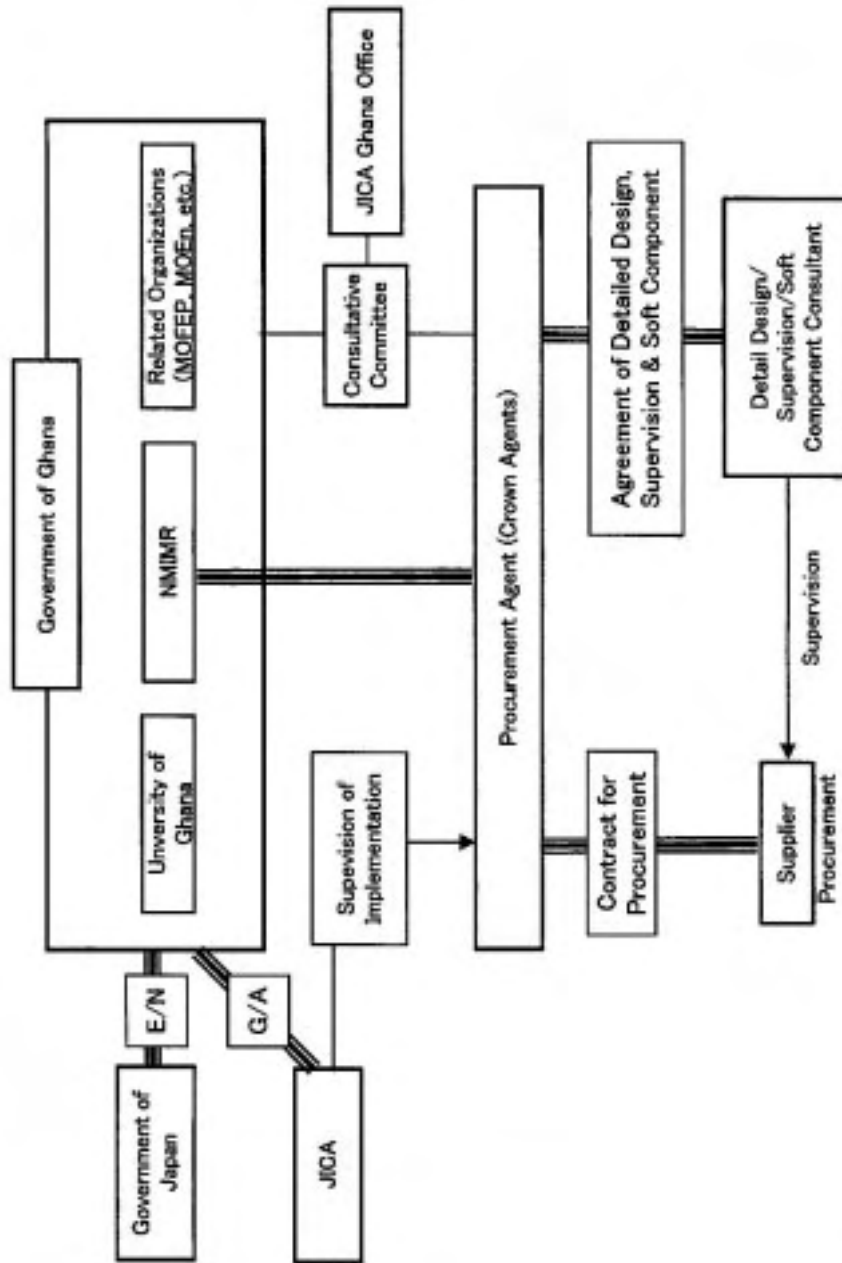 Government of Ghana
Unversity of
Ghana
NMIMR
Related Organizations
(MOFEP, MOEn, etc.)
Government of
Japan
E/N
G/A
JICA
Supevision of
Implementation
Consultative
Committee
JICA Ghana Office
Procurement Agent (Crown Agents)
Contract for
Procurement
Agreement of Detailed Design,
Supervision & Soft Component
Supplier
Procurement
Supervision
Detail Design/
Supervision/Soft
Component Consultant